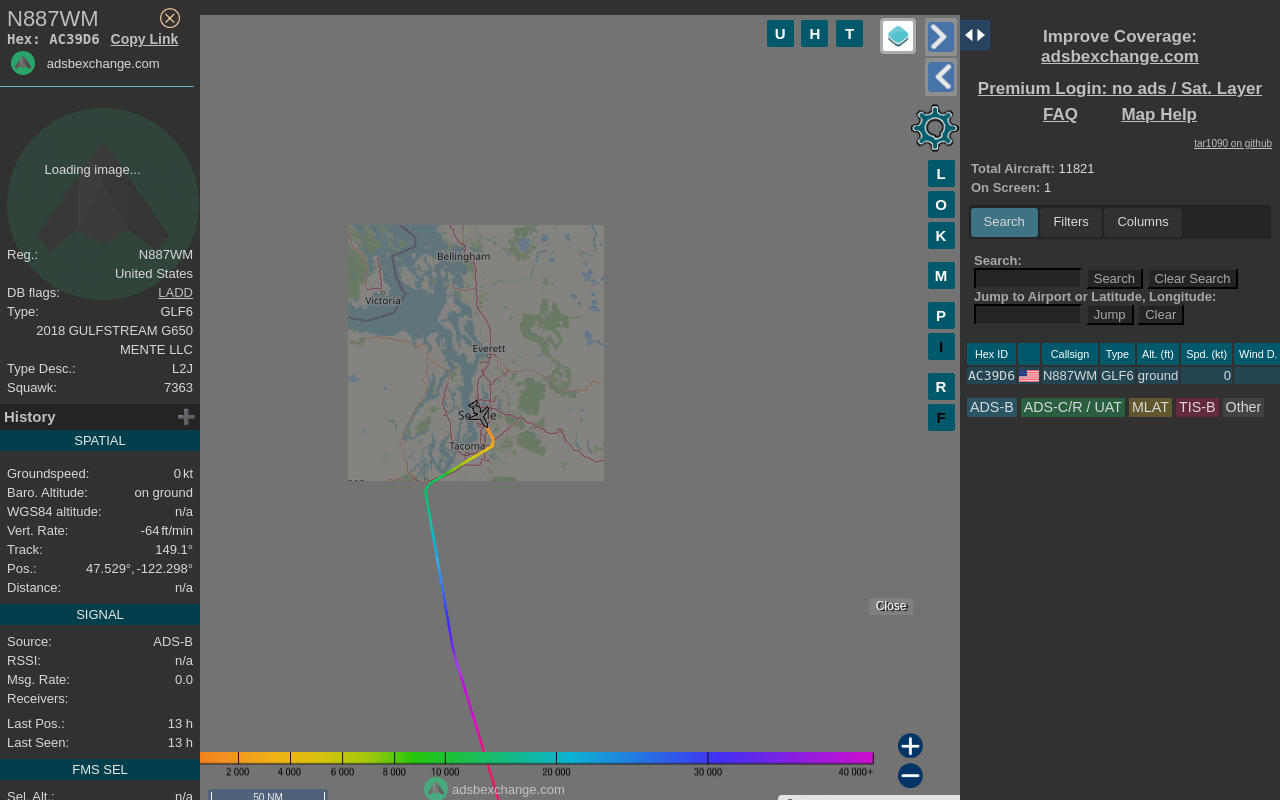 N887WM
Hex: AC39D6 Copy Link
adsbexchange.com
Loading image...
Reg.: N887WM
United States
DB flags: LADD
Type: GLF6
2018 GULFSTREAM G650
MENTE LLC
Type Desc.: L2J
Squawk: 7363
History
SPATIAL
Groundspeed: 0 kt
Baro. Altitude: on ground
WGS84 altitude: n/a
Vert. Rate: -64 ft/min
Track: 149.1°
Pos.: 47.529°, -122.298°
Distance: n/a
SIGNAL
Source: ADS-B
RSSI: n/a
Msg. Rate: 0.0
Receivers:
Last Pos.: 13 h
Last Seen: 13 h
FMS SEL
Sel. Alt.: n/a
U H T
L
O
K
M
P
I
R
F
Bellingham
Victoria
Everett
Tacoma
Close
2 000 4 000 6 000 8 000 10 000 20 000 30 000 40 000+
adsbexchange.com
50 NM
Improve Coverage:
adsbexchange.com
Premium Login: no ads / Sat. Layer
FAQ Map Help
tar1090 on github
Total Aircraft: 11821
On Screen: 1
Search Filters Columns
Search:
Search Clear Search
Jump to Airport or Latitude, Longitude:
Jump Clear
Hex ID Callsign Type Alt. (ft) Spd. (kt) Wind D.
AC39D6 N887WM GLF6 ground 0
ADS-B ADS-C/R / UAT MLAT TIS-B Other